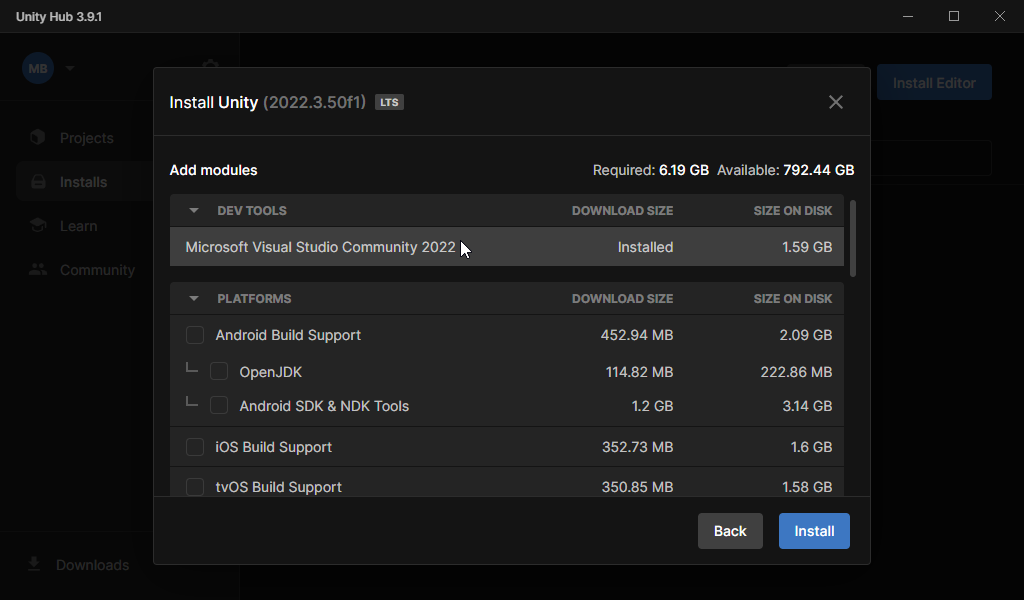 Unity Hub 3.9.1
MB
Install Editor
Install Unity (2022.3.50f1) LTS
Projects
Installs
Learn
Community
Downloads
Add modules
Required: 6.19 GB Available: 792.44 GB
DEV TOOLS DOWNLOAD SIZE SIZE ON DISK
Microsoft Visual Studio Community 2022 Installed 1.59 GB
PLATFORMS DOWNLOAD SIZE SIZE ON DISK
Android Build Support 452.94 MB 2.09 GB
OpenJDK 114.82 MB 222.86 MB
Android SDK & NDK Tools 1.2 GB 3.14 GB
iOS Build Support 352.73 MB 1.6 GB
tvOS Build Support 350.85 MB 1.58 GB
Back
Install